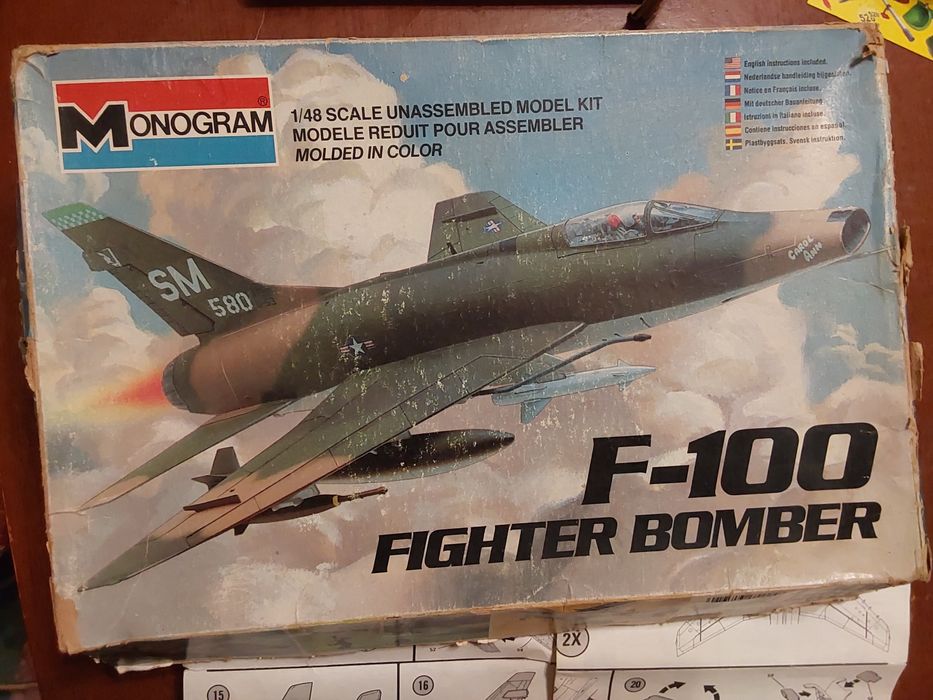 MONOGRAM®
1/48 SCALE UNASSEMBLED MODEL KIT
MODELE REDUIT POUR ASSEMBLER
MOLDED IN COLOR
English instructions included.
Nederlandse handleiding bijgesloten.
Notice en Français incluse.
Mit deutscher Bauanleitung.
Istruzioni in Italiano incluse.
Contiene instrucciones en español.
Plastbyggsats. Svensk instruktion.
SM
580
CAROL
ANN
F-100
FIGHTER BOMBER
2X
15
16
20